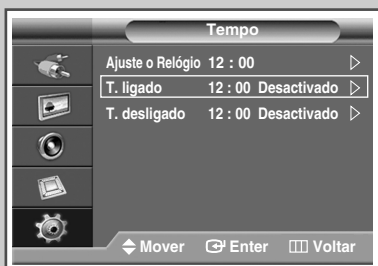 Tempo
Ajuste o Relógio 12 : 00
T. ligado 12 : 00 Desactivado
T. desligado 12 : 00 Desactivado
Mover Enter Voltar